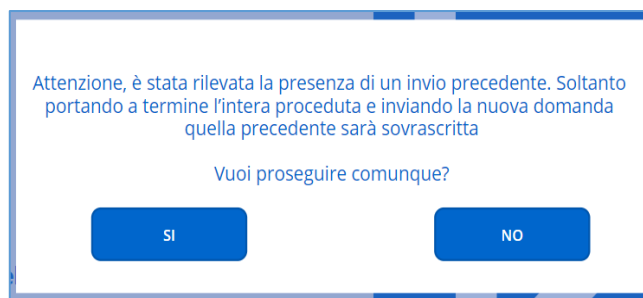 Attenzione, è stata rilevata la presenza di un invio precedente. Soltanto
portando a termine l'intera proceduta e inviando la nuova domanda
quella precedente sarà sovrascritta
Vuoi proseguire comunque?
SI
NO